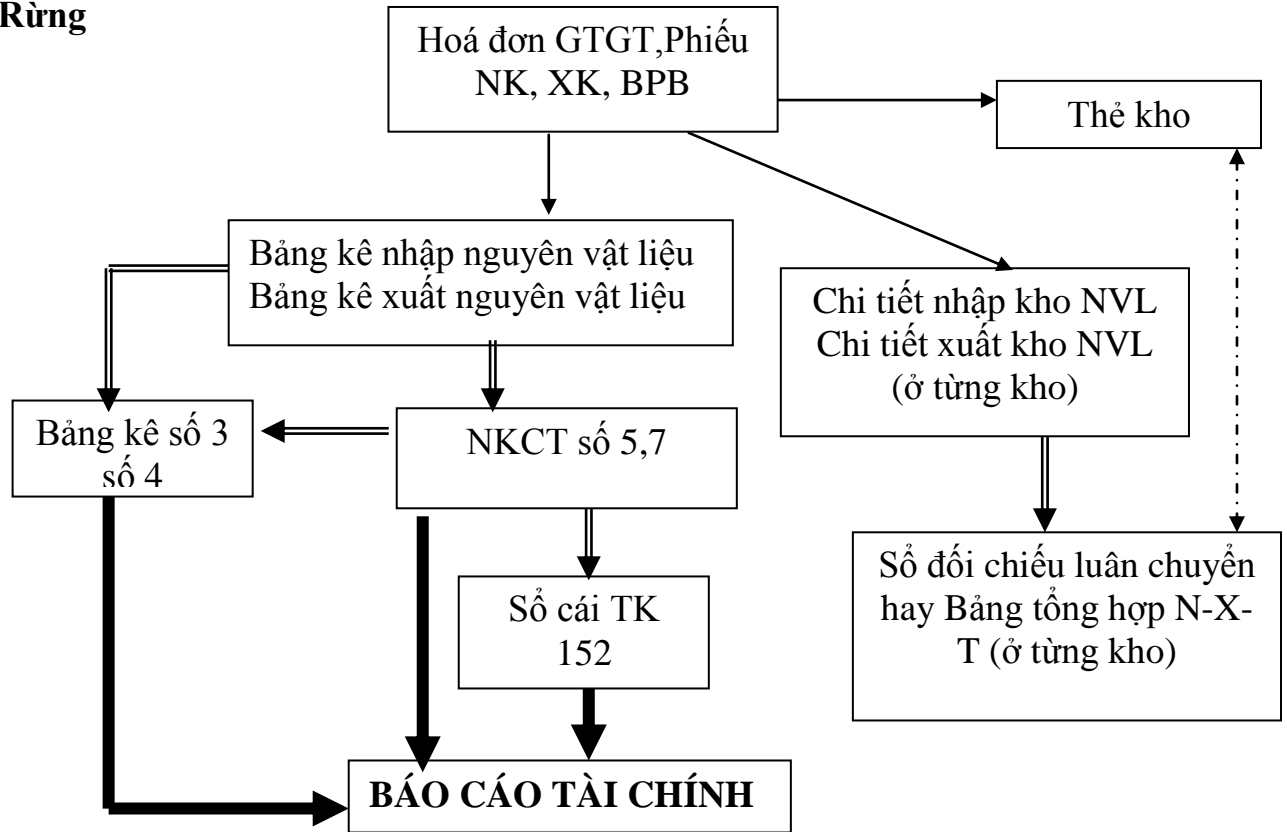 Rừng
Hoá đơn GTGT,Phiếu
NK, XK, BPB
Thẻ kho
Bảng kê nhập nguyên vật liệu
Bảng kê xuất nguyên vật liệu
Chi tiết nhập kho NVL
Chi tiết xuất kho NVL
(ở từng kho)
Bảng kê số 3
số 4
NKCT số 5,7
Sổ đối chiếu luân chuyển
hay Bảng tổng hợp N-X-
T (ở từng kho)
Sổ cái TK
152
BÁO CÁO TÀI CHÍNH